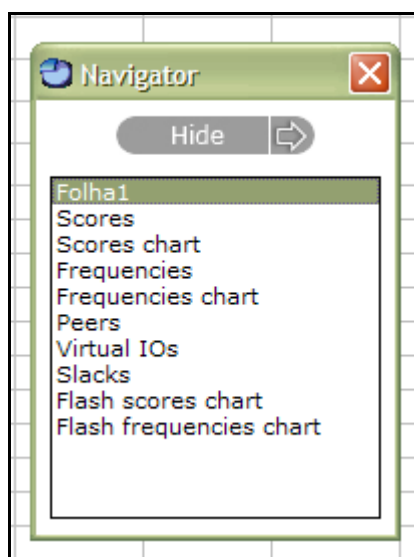 Navigator
Hide
Folha1
Scores
Scores chart
Frequencies
Frequencies chart
Peers
Virtual IOs
Slacks
Flash scores chart
Flash frequencies chart